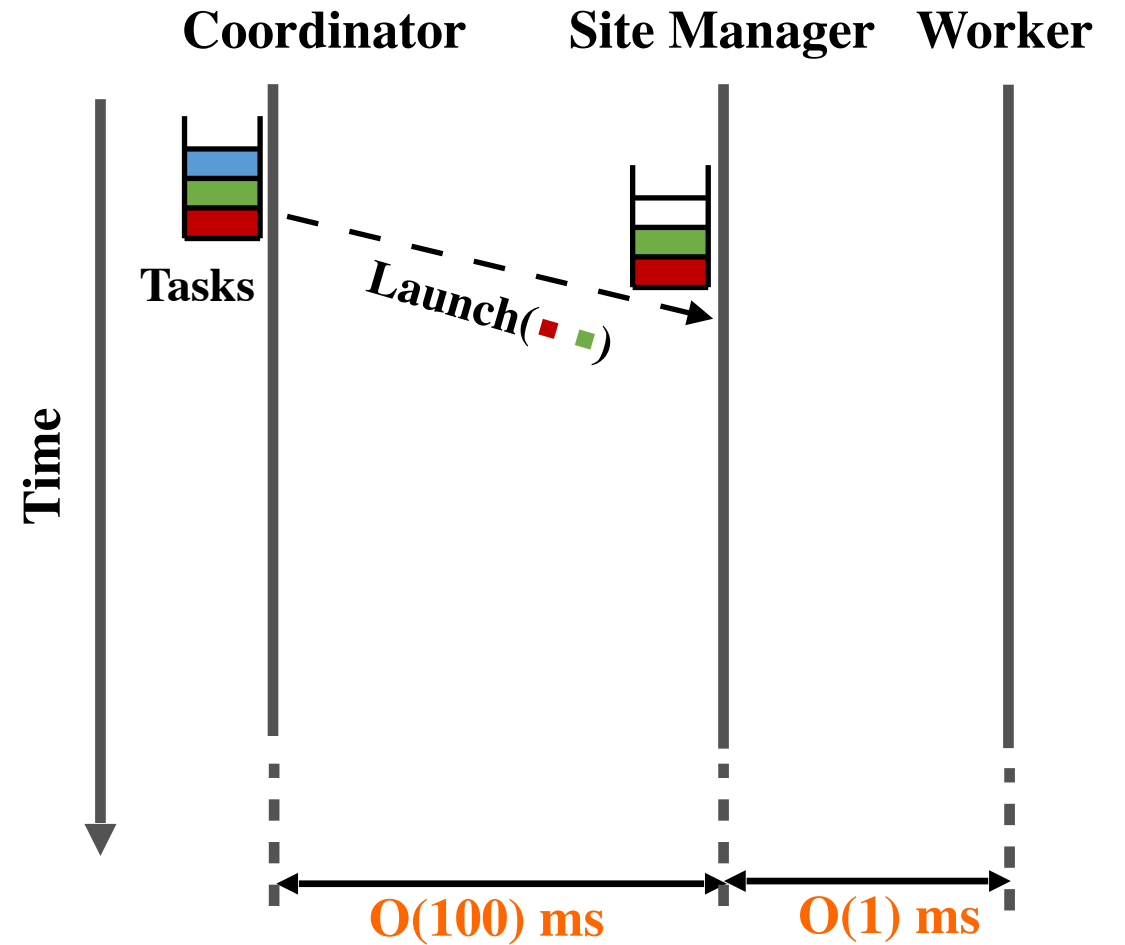 Coordinator
Site Manager
Worker
Tasks
Launch( )
Time
O(100) ms
O(1) ms